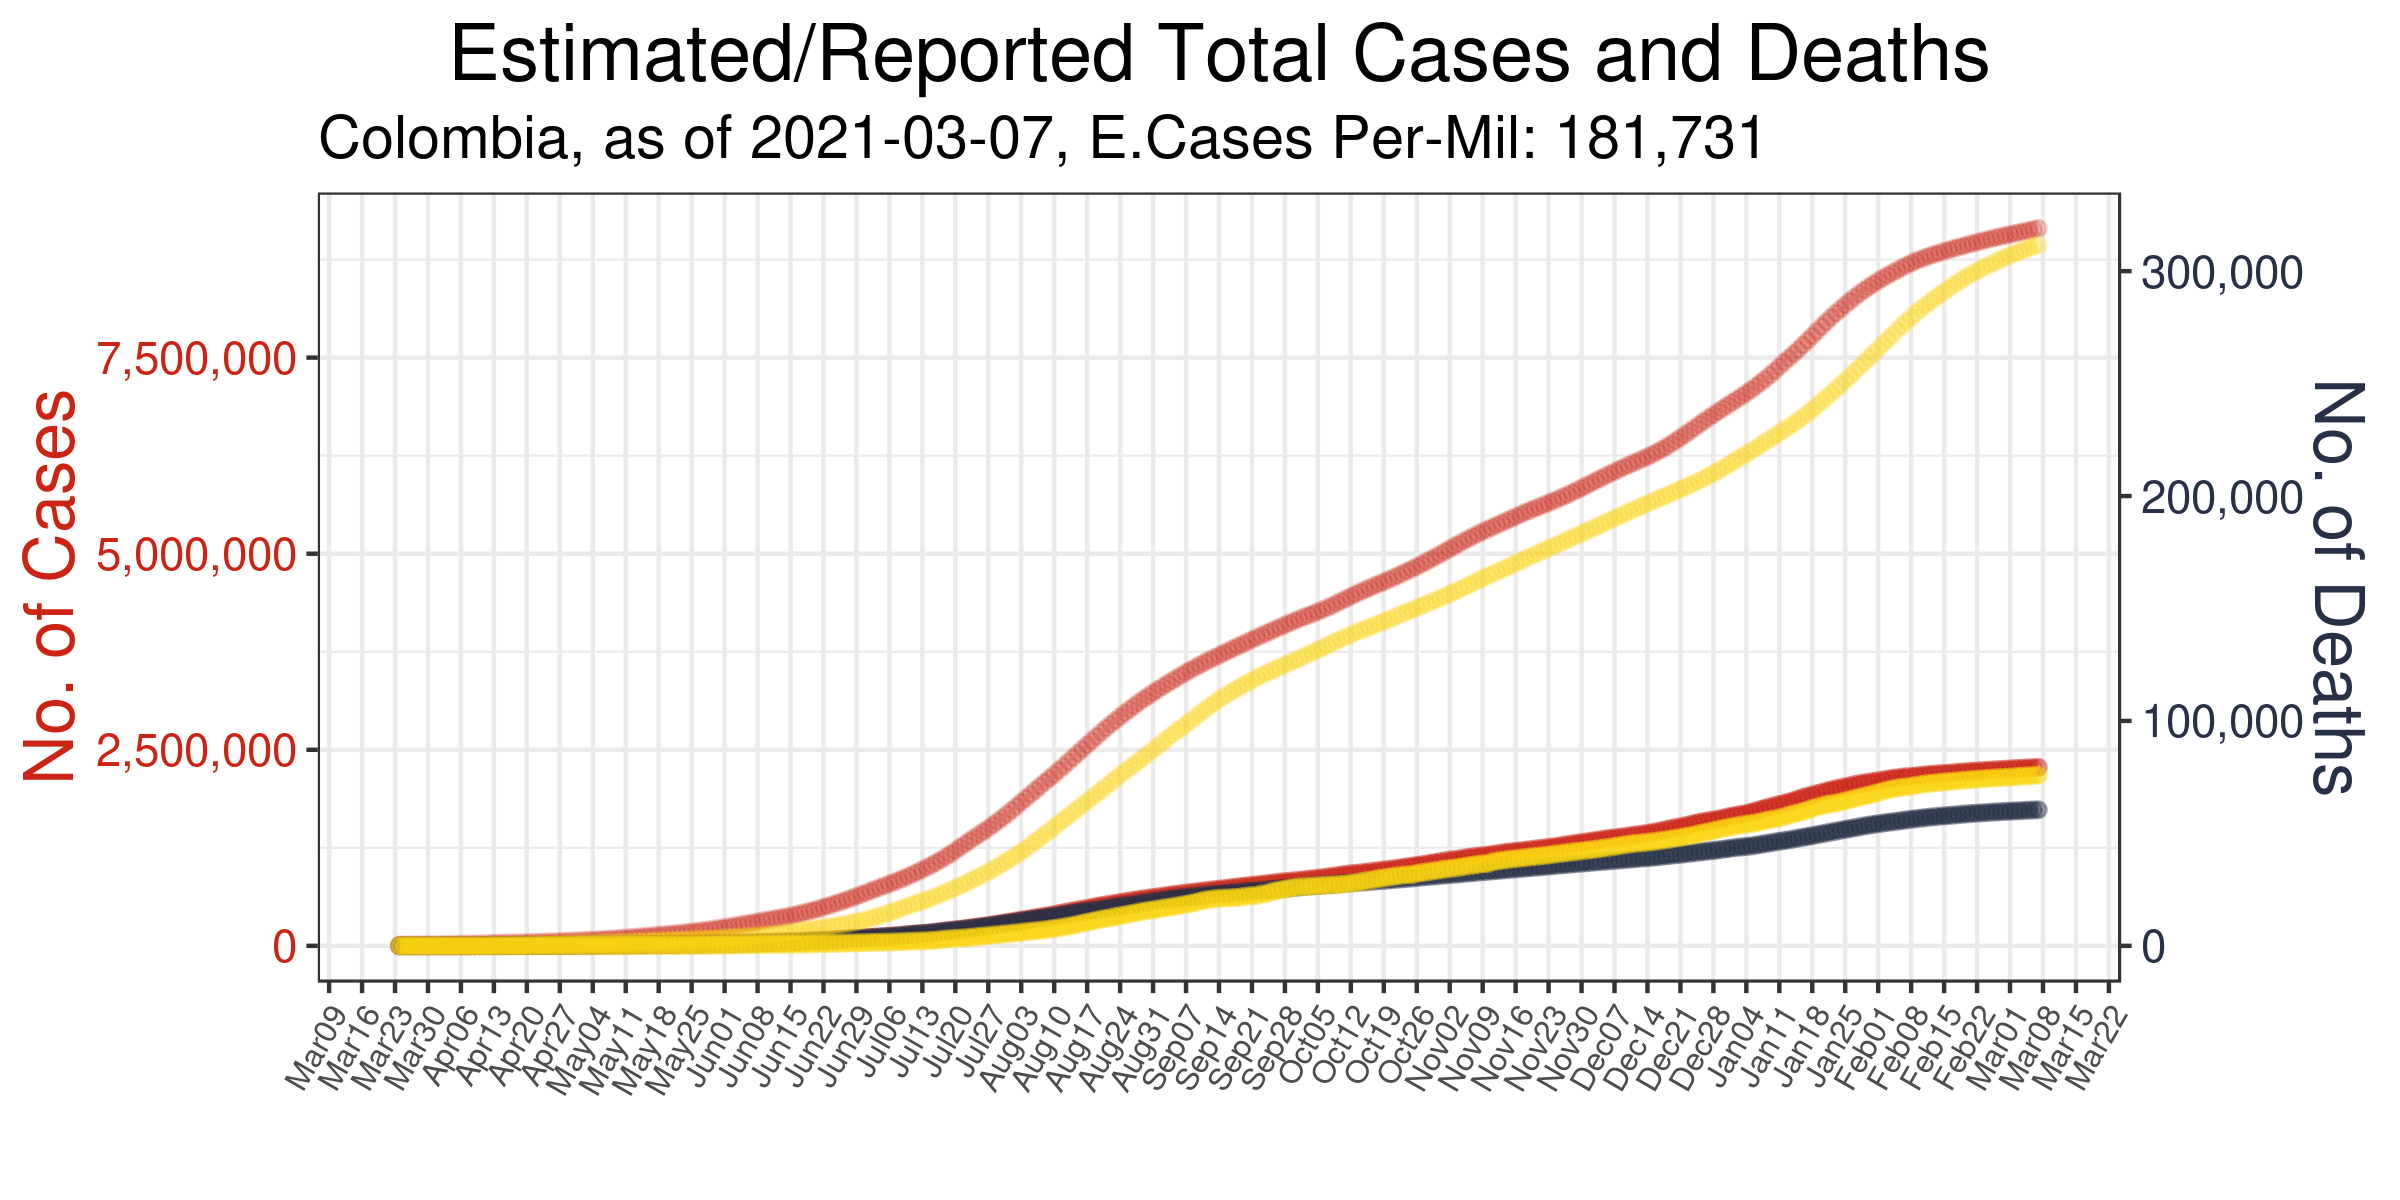 Estimated/Reported Total Cases and Deaths
Colombia, as of 2021-03-07, E.Cases Per-Mil: 181,731
No. of Cases
7,500,000
5,000,000
2,500,000
0
300,000
200,000
100,000
0
No. of Deaths
Mar09 Mar16 Mar23 Mar30 Apr06 Apr13 Apr20 Apr27 May04 May11 May18 May25 Jun01 Jun08 Jun15 Jun22 Jun29 Jul06 Jul13 Jul20 Jul27 Aug03 Aug10 Aug17 Aug24 Aug31 Sep07 Sep14 Sep21 Sep28 Oct05 Oct12 Oct19 Oct26 Nov02 Nov09 Nov16 Nov23 Nov30 Dec07 Dec14 Dec21 Dec28 Jan04 Jan11 Jan18 Jan25 Feb01 Feb08 Feb15 Feb22 Mar01 Mar08 Mar15 Mar22